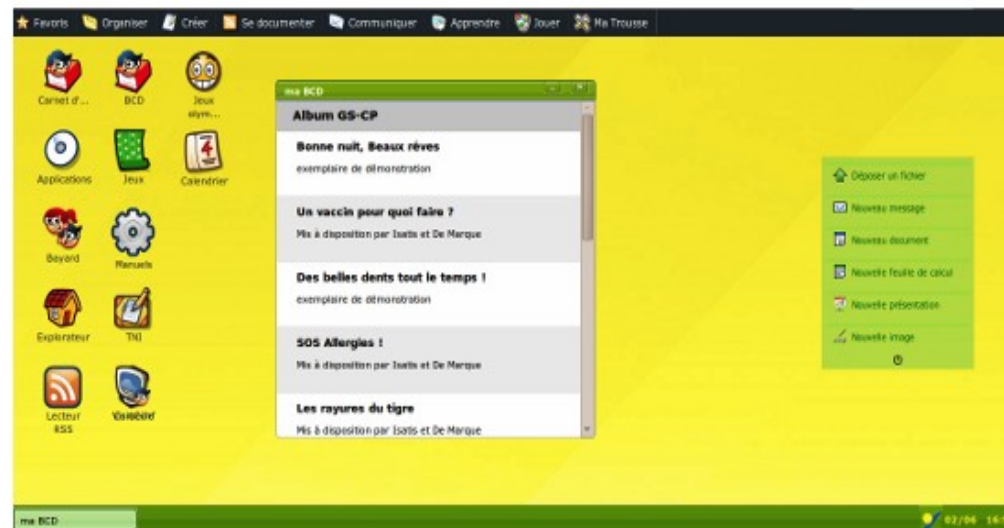 Favoris Organiser Créer Se documenter Communiquer Apprendre Jouer Ma Trousse
Carnet d'... BCD Jeux
olym...
Applications Jeux Calendrier
Bayard Manuels
Explorateur TNI
Lecteur
RSS
ma BCD
Album GS-CP
Bonne nuit, Beaux rêves
exemplaire de démonstration
Un vaccin pour quoi faire ?
Mis à disposition par Isatis et De Marque
Des belles dents tout le temps !
exemplaire de démonstration
SOS Allergies !
Mis à disposition par Isatis et De Marque
Les rayures du tigre
Mis à disposition par Isatis et De Marque
Déposer un fichier
Nouveau message
Nouveau document
Nouvelle feuille de calcul
Nouvelle présentation
Nouvelle image
ma BCD
02/06